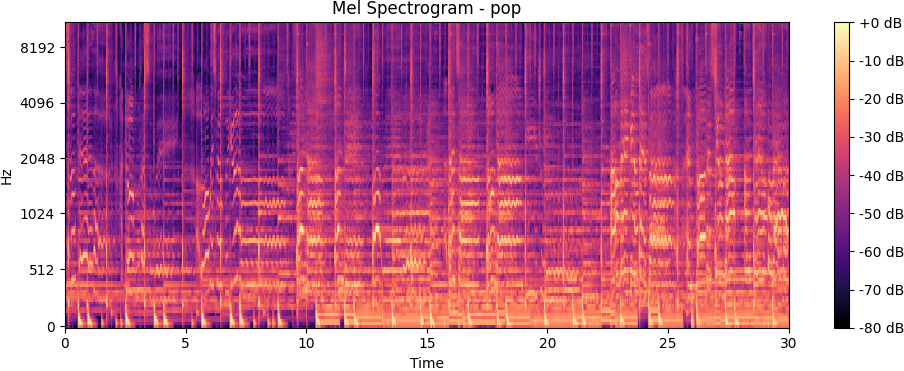 Mel Spectrogram - pop
Hz
8192
4096
2048
1024
512
0
0 5 10 15 20 25 30
Time
+0 dB
-10 dB
-20 dB
-30 dB
-40 dB
-50 dB
-60 dB
-70 dB
-80 dB